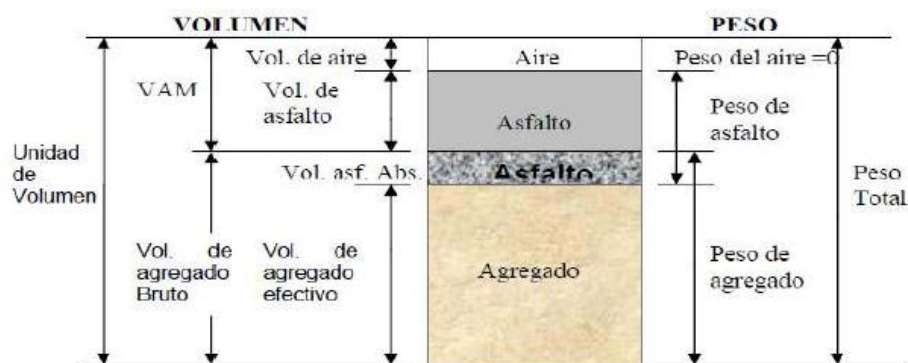 VOLUMEN
PESO
Vol. de aire
Aire
Peso del aire =0
VAM
Vol. de
asfalto
Asfalto
Peso de
asfalto
Unidad
de
Volumen
Vol. asf. Abs.
Asfalto
Peso
Total
Vol. de
agregado
Bruto
Vol. de
agregado
efectivo
Agregado
Peso de
agregado